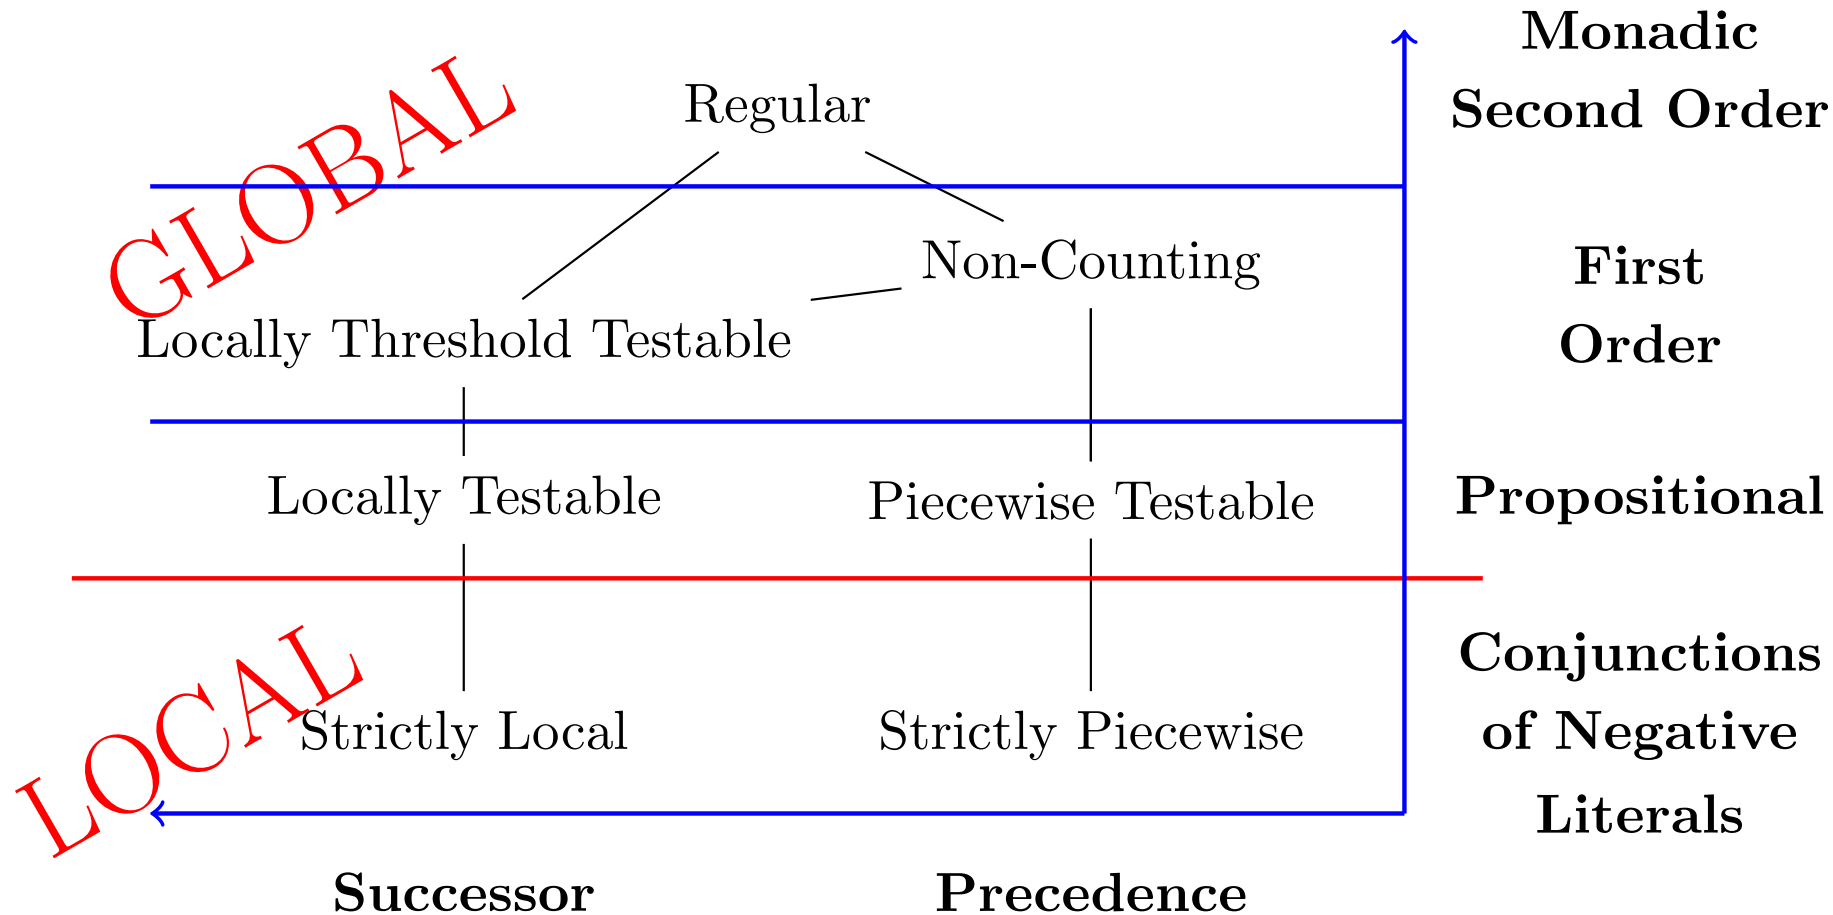 Monadic
Second Order
GLOBAL
Regular
Non-Counting
First
Order
Locally Threshold Testable
Locally Testable
Piecewise Testable
Propositional
LOCAL
Strictly Local
Strictly Piecewise
Conjunctions
of Negative
Literals
Successor
Precedence